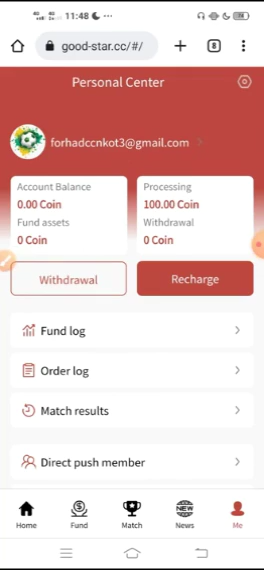 11:48
good-star.cc/#/
8
Personal Center
forhadccnkot3@gmail.com
Account Balance
0.00 Coin
Fund assets
0 Coin
Processing
100.00 Coin
Withdrawal
0 Coin
Withdrawal
Recharge
Fund log
Order log
Match results
Direct push member
Home
Fund
Match
NEW
News
Me